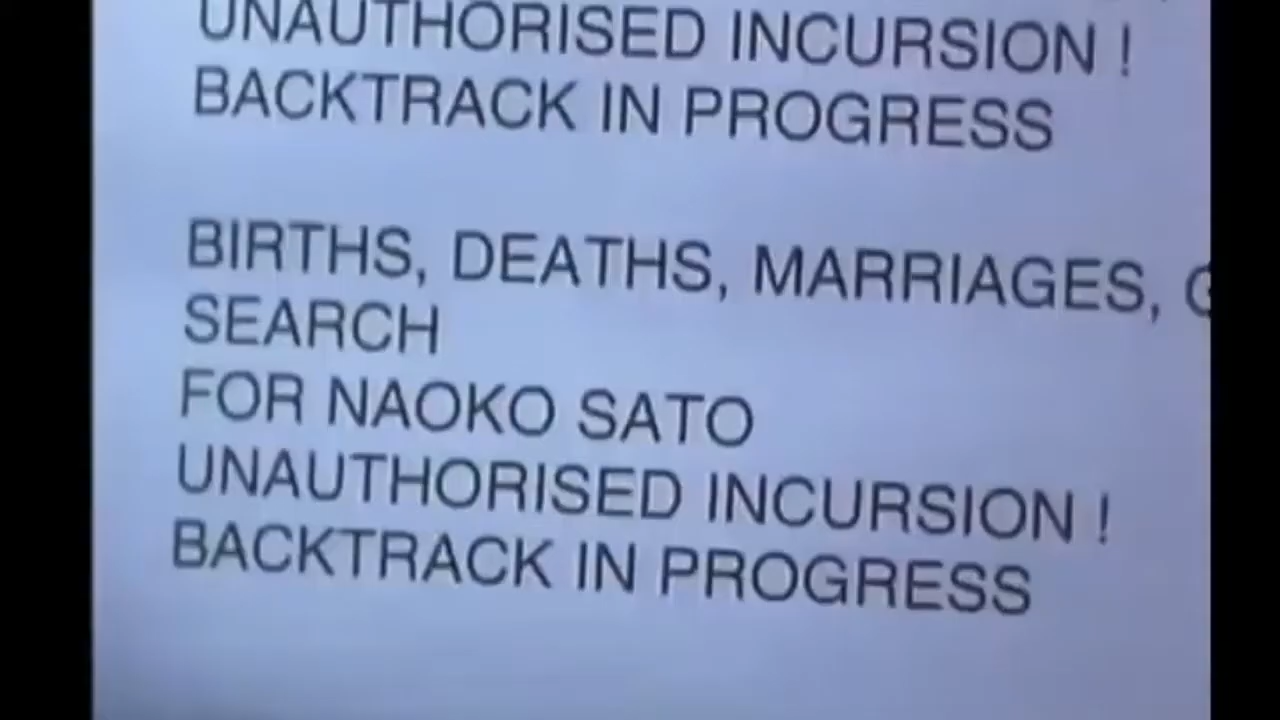 UNAUTHORISED INCURSION !
BACKTRACK IN PROGRESS
BIRTHS, DEATHS, MARRIAGES,
SEARCH
FOR NAOKO SATO
UNAUTHORISED INCURSION !
BACKTRACK IN PROGRESS